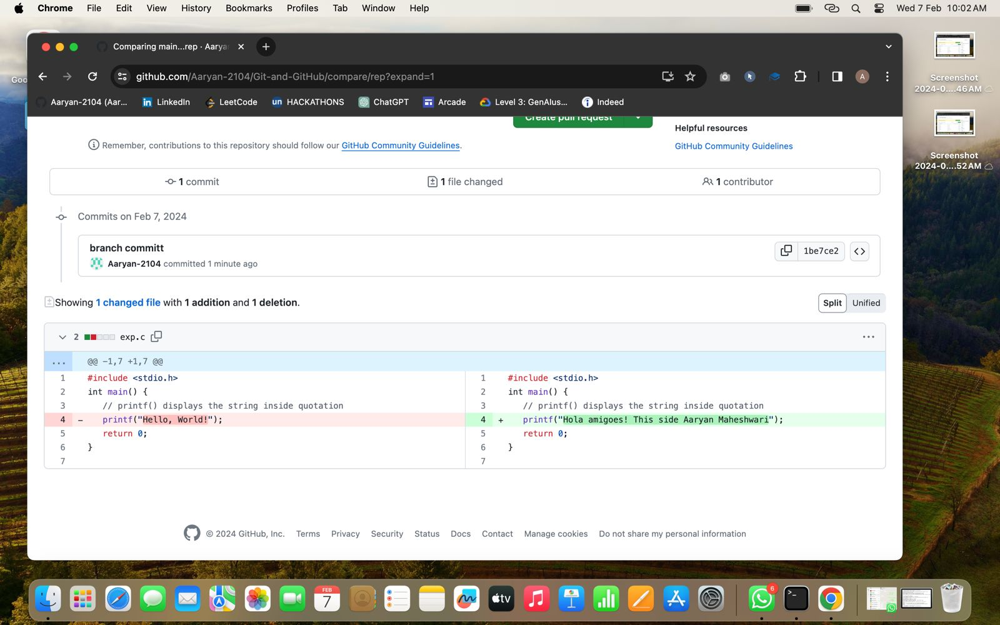 Chrome File Edit View History Bookmarks Profiles Tab Window Help Wed 7 Feb 10:02 AM
Comparing main...rep · Aarya
github.com/Aaryan-2104/Git-and-GitHub/compare/rep?expand=1 A
Aaryan-2104 (Aar... in LinkedIn LeetCode un HACKATHONS ChatGPT Arcade Level 3: GenAIus... Indeed
Goo
Screenshot
2024-0....46 AM
Screenshot
2024-0....52 AM
Create pull request
Helpful resources
Remember, contributions to this repository should follow our GitHub Community Guidelines.
GitHub Community Guidelines
1 commit 1 file changed 1 contributor
Commits on Feb 7, 2024
branch committ
Aaryan-2104 committed 1 minute ago
1be7ce2
Showing 1 changed file with 1 addition and 1 deletion.
Split Unified
2 exp.c
... @@ -1,7 +1,7 @@
1 #include <stdio.h> 1 #include <stdio.h>
2 int main() { 2 int main() {
3 // printf() displays the string inside quotation 3 // printf() displays the string inside quotation
4 - printf("Hello, World!"); 4 + printf("Hola amigoes! This side Aaryan Maheshwari");
5 return 0; 5 return 0;
6 } 6 }
7 7
© 2024 GitHub, Inc. Terms Privacy Security Status Docs Contact Manage cookies Do not share my personal information
FEB
7
tv
6